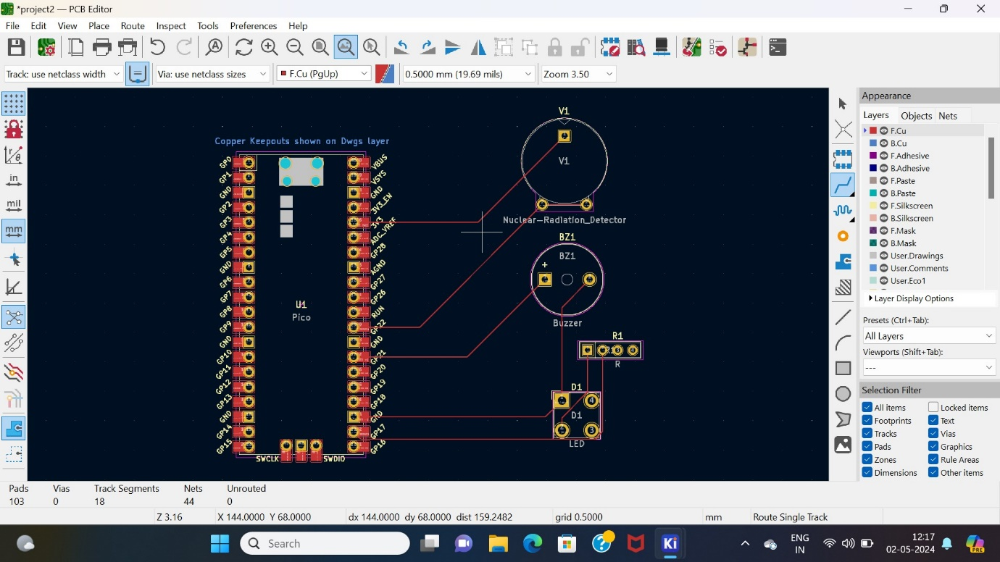 *project2 — PCB Editor
File Edit View Place Route Inspect Tools Preferences Help
Track: use netclass width Via: use netclass sizes F.Cu (PgUp) 0.5000 mm (19.69 mils) Zoom 3.50
in
mil
mm
Copper Keepouts shown on Dwgs layer
GP0
GP1
GND
GP2
GP3
GP4
GP5
GND
GP6
GP7
GP8
GP9
GND
GP10
GP11
GP12
GP13
GND
GP14
GP15
U1
Pico
SWCLK SWDIO
VBUS
VSYS
GND
3V3_EN
3V3
ADC_VREF
GP28
AGND
GP27
GP26
RUN
GP22
GND
GP21
GP20
GP19
GP18
GND
GP17
GP16
V1
V1
Nuclear-Radiation_Detector
BZ1
BZ1
+
Buzzer
R1
R
D1
4
D1
3
LED
Appearance
Layers Objects Nets
F.Cu
B.Cu
F.Adhesive
B.Adhesive
F.Paste
B.Paste
F.Silkscreen
B.Silkscreen
F.Mask
B.Mask
User.Drawings
User.Comments
User.Eco1
Layer Display Options
Presets (Ctrl+Tab):
All Layers
Viewports (Shift+Tab):
---
Selection Filter
All items Locked items
Footprints Text
Tracks Vias
Pads Graphics
Zones Rule Areas
Dimensions Other items
Pads Vias Track Segments Nets Unrouted
103 0 18 44 0
Z 3.16 X 144.0000 Y 68.0000 dx 144.0000 dy 68.0000 dist 159.2482 grid 0.5000 mm Route Single Track
Search
Ki
ENG
IN
12:17
02-05-2024
PRE